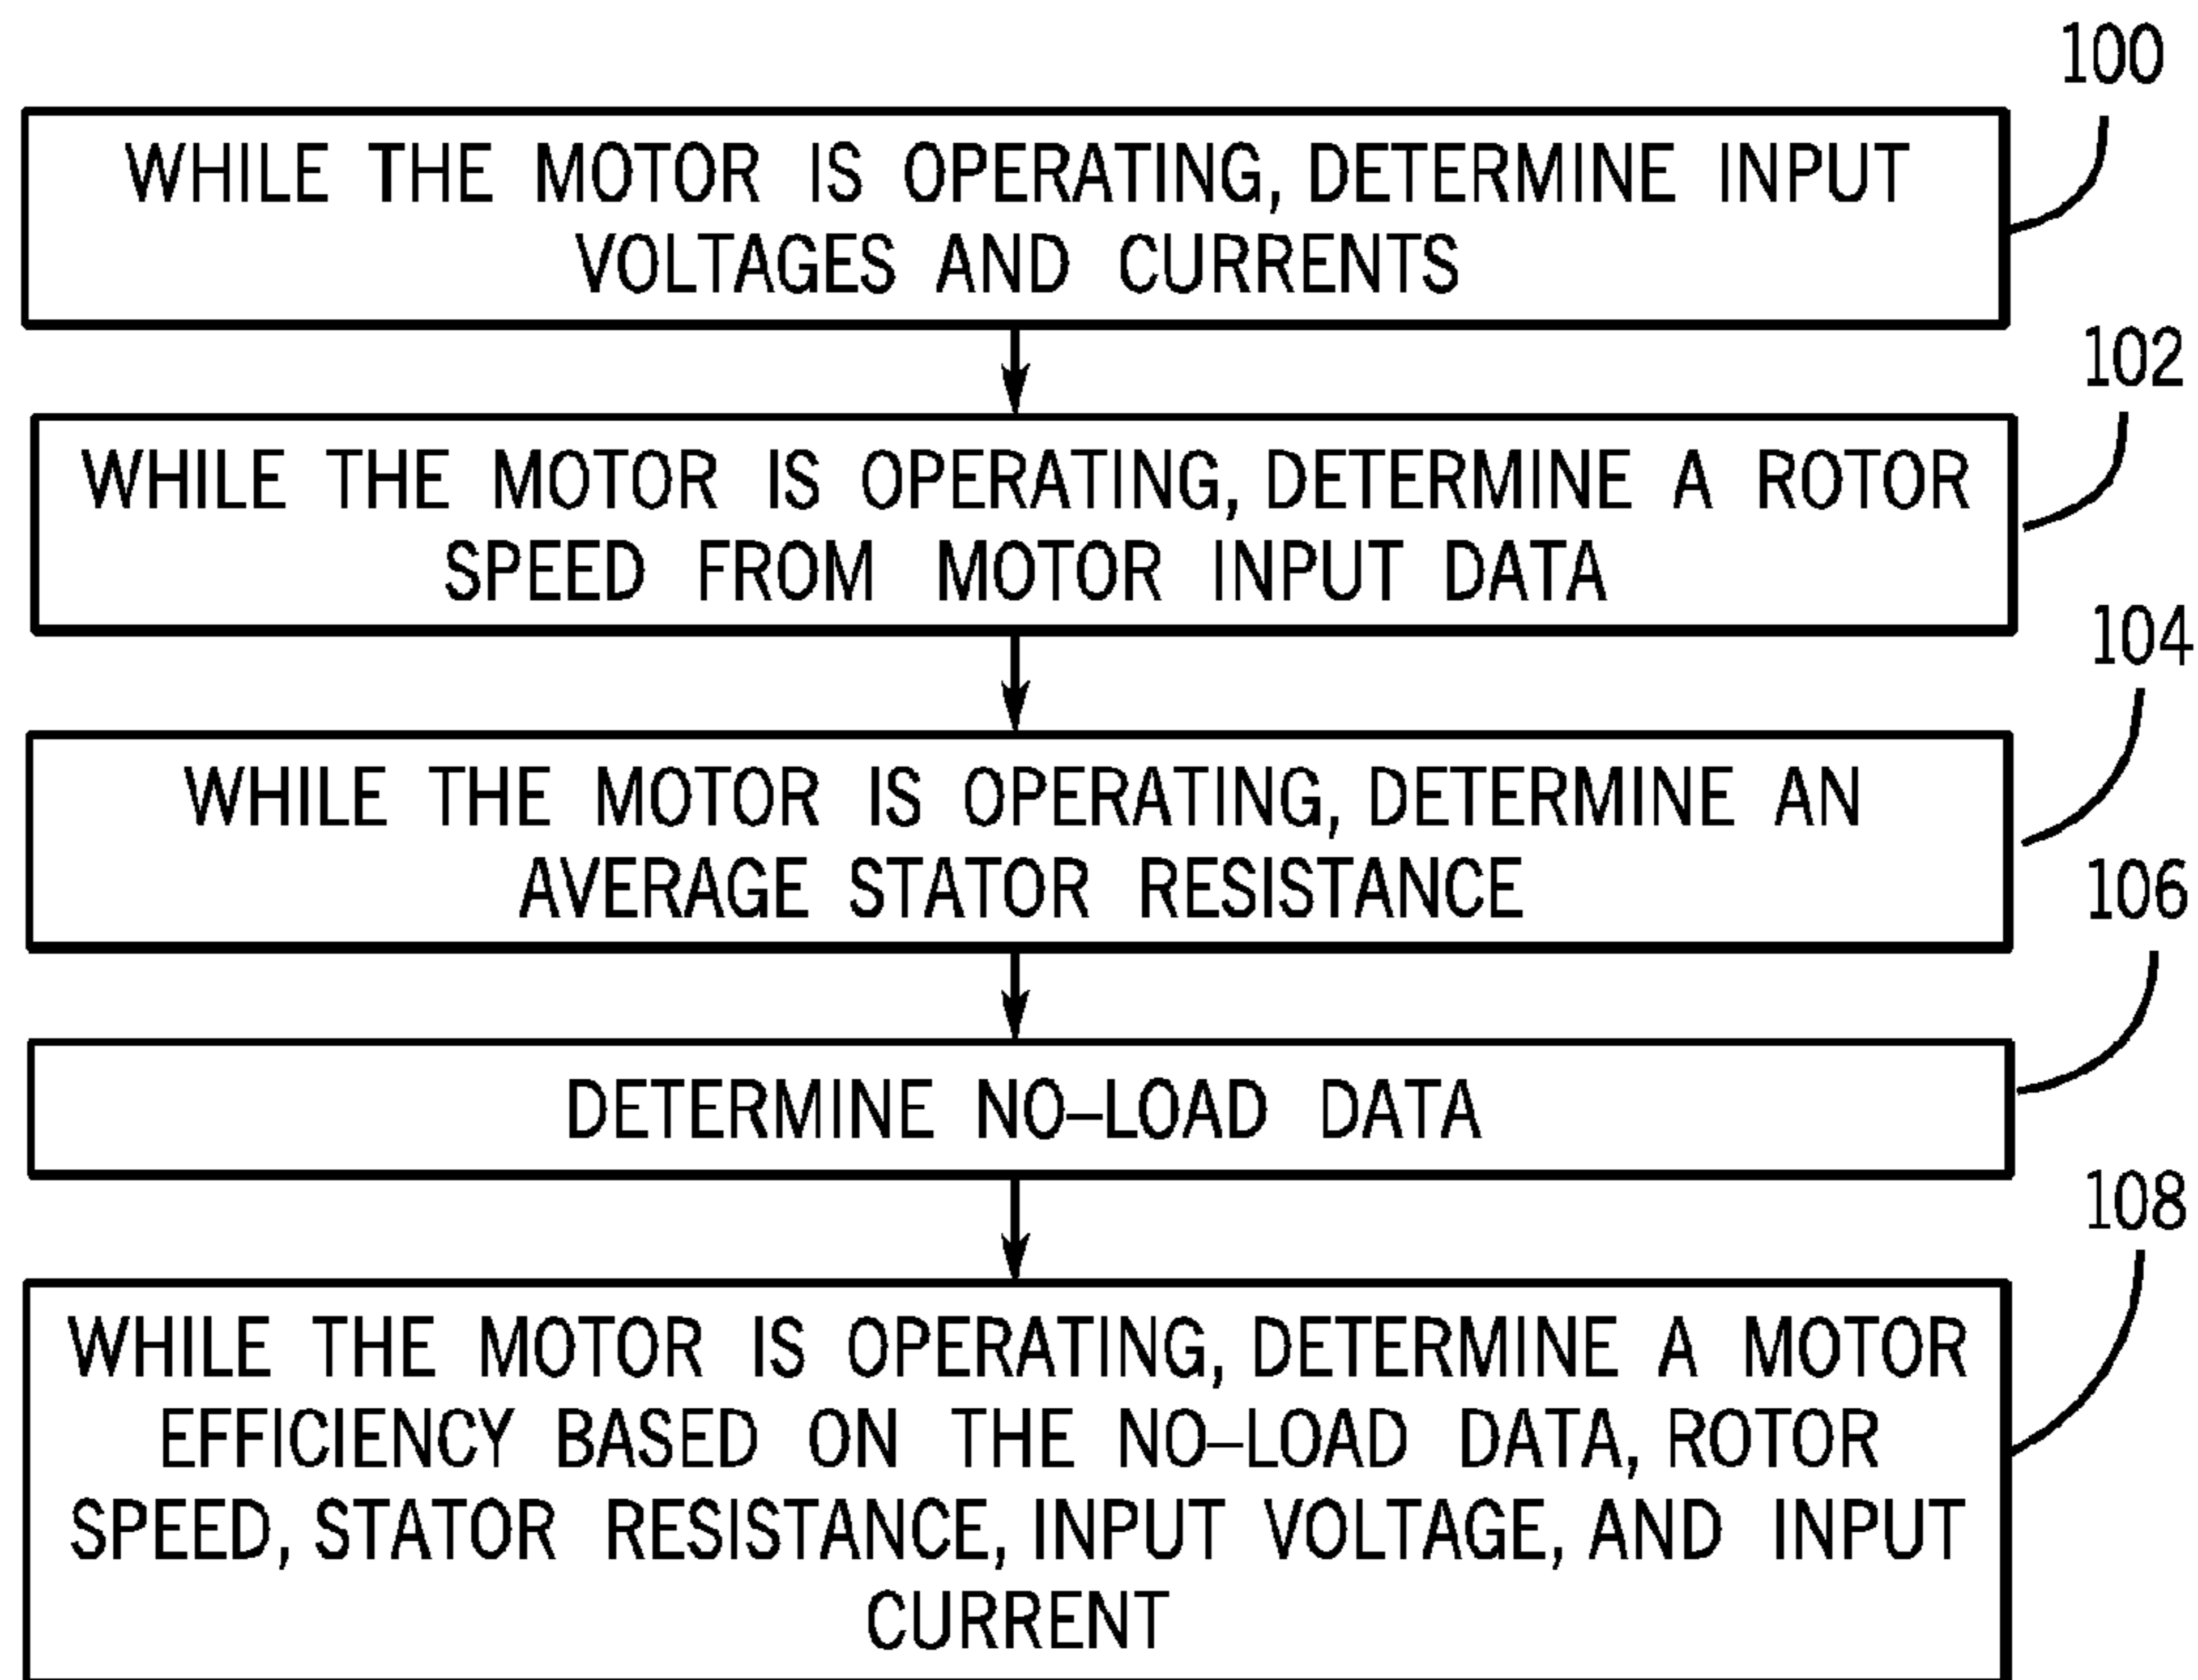 100
WHILE THE MOTOR IS OPERATING, DETERMINE INPUT
VOLTAGES AND CURRENTS
102
WHILE THE MOTOR IS OPERATING, DETERMINE A ROTOR
SPEED FROM MOTOR INPUT DATA
104
WHILE THE MOTOR IS OPERATING, DETERMINE AN
AVERAGE STATOR RESISTANCE
106
DETERMINE NO–LOAD DATA
108
WHILE THE MOTOR IS OPERATING, DETERMINE A MOTOR
EFFICIENCY BASED ON THE NO–LOAD DATA, ROTOR
SPEED, STATOR RESISTANCE, INPUT VOLTAGE, AND INPUT
CURRENT